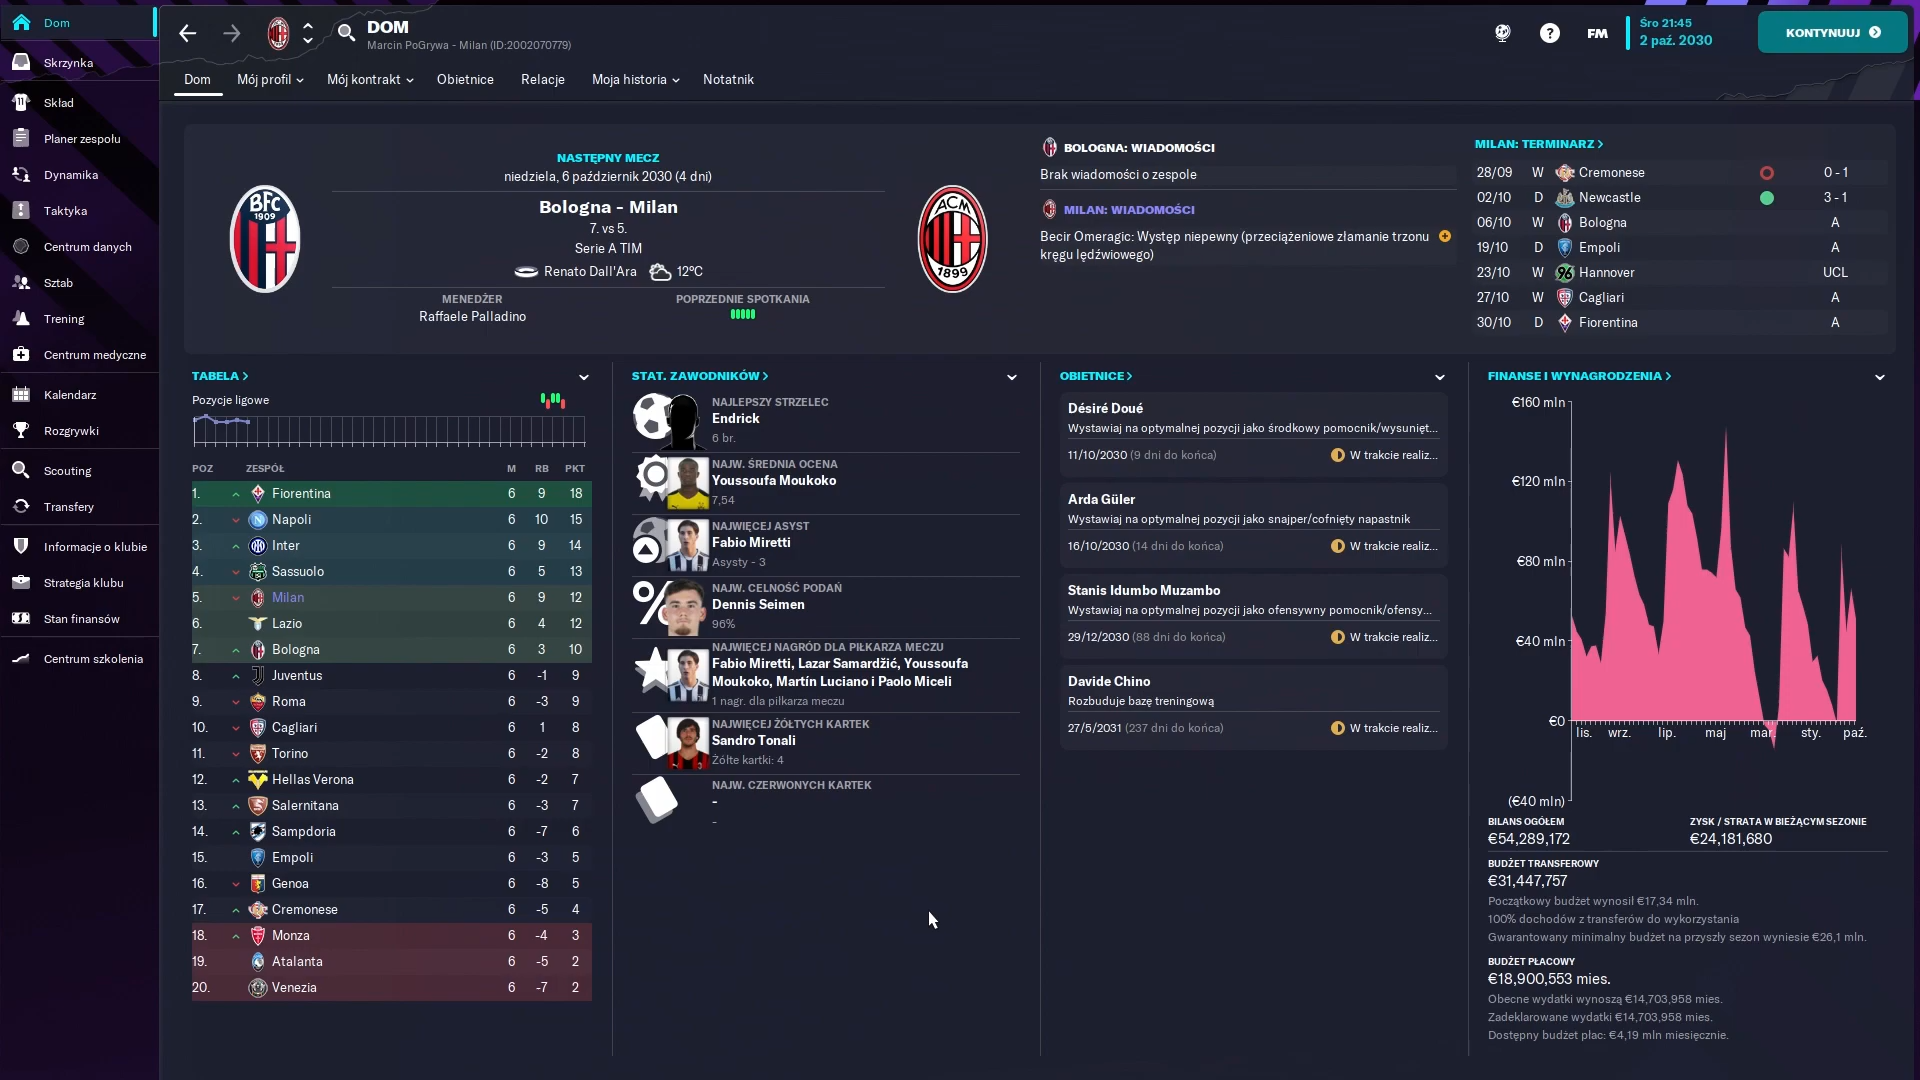 Dom
Skrzynka
Skład
Planer zespołu
Dynamika
Taktyka
Centrum danych
Sztab
Trening
Centrum medyczne
Kalendarz
Rozgrywki
Scouting
Transfery
Informacje o klubie
Strategia klubu
Stan finansów
Centrum szkolenia
DOM
Marcin PoGrywa - Milan (ID:2002070779)
FM
Śro 21:45
2 paź. 2030
KONTYNUUJ
Dom
Mój profil
Mój kontrakt
Obietnice
Relacje
Moja historia
Notatnik
BFC
1909
NASTĘPNY MECZ
niedziela, 6 październik 2030 (4 dni)
Bologna - Milan
7. vs 5.
Serie A TIM
Renato Dall'Ara 12°C
MENEDŻER
Raffaele Palladino
POPRZEDNIE SPOTKANIA
ACM
1899
BOLOGNA: WIADOMOŚCI
Brak wiadomości o zespole
MILAN: WIADOMOŚCI
Becir Omeragic: Występ niepewny (przeciążeniowe złamanie trzonu
kręgu lędźwiowego)
MILAN: TERMINARZ
28/09 W Cremonese 0 - 1
02/10 D Newcastle 3 - 1
06/10 W Bologna A
19/10 D Empoli A
23/10 W Hannover UCL
27/10 W Cagliari A
30/10 D Fiorentina A
TABELA
Pozycje ligowe
POZ ZESPÓŁ M RB PKT
1. Fiorentina 6 9 18
2. Napoli 6 10 15
3. Inter 6 9 14
4. Sassuolo 6 5 13
5. Milan 6 9 12
6. Lazio 6 4 12
7. Bologna 6 3 10
8. Juventus 6 -1 9
9. Roma 6 -3 9
10. Cagliari 6 1 8
11. Torino 6 -2 8
12. Hellas Verona 6 -2 7
13. Salernitana 6 -3 7
14. Sampdoria 6 -7 6
15. Empoli 6 -3 5
16. Genoa 6 -8 5
17. Cremonese 6 -5 4
18. Monza 6 -4 3
19. Atalanta 6 -5 2
20. Venezia 6 -7 2
STAT. ZAWODNIKÓW
NAJLEPSZY STRZELEC
Endrick
6 br.
NAJW. ŚREDNIA OCENA
Youssoufa Moukoko
7,54
NAJWIĘCEJ ASYST
Fabio Miretti
Asysty - 3
NAJW. CELNOŚĆ PODAŃ
Dennis Seimen
96%
NAJWIĘCEJ NAGRÓD DLA PIŁKARZA MECZU
Fabio Miretti, Lazar Samardžić, Youssoufa
Moukoko, Martín Luciano i Paolo Miceli
1 nagr. dla piłkarza meczu
NAJWIĘCEJ ŻÓŁTYCH KARTEK
Sandro Tonali
Żółte kartki: 4
NAJW. CZERWONYCH KARTEK
-
-
OBIETNICE
Désiré Doué
Wystawiaj na optymalnej pozycji jako środkowy pomocnik/wysunięt...
11/10/2030 (9 dni do końca) W trakcie realiz...
Arda Güler
Wystawiaj na optymalnej pozycji jako snajper/cofnięty napastnik
16/10/2030 (14 dni do końca) W trakcie realiz...
Stanis Idumbo Muzambo
Wystawiaj na optymalnej pozycji jako ofensywny pomocnik/ofensy...
29/12/2030 (88 dni do końca) W trakcie realiz...
Davide Chino
Rozbuduje bazę treningową
27/5/2031 (237 dni do końca) W trakcie realiz...
FINANSE I WYNAGRODZENIA
€160 mln
€120 mln
€80 mln
€40 mln
€0
(€40 mln)
lis. wrz. lip. maj mar. sty. paź.
BILANS OGÓŁEM
€54,289,172
ZYSK / STRATA W BIEŻĄCYM SEZONIE
€24,181,680
BUDŻET TRANSFEROWY
€31,447,757
Początkowy budżet wynosił €17,34 mln.
100% dochodów z transferów do wykorzystania
Gwarantowany minimalny budżet na przyszły sezon wyniesie €26,1 mln.
BUDŻET PŁACOWY
€18,900,553 mies.
Obecne wydatki wynoszą €14,703,958 mies.
Zadeklarowane wydatki €14,703,958 mies.
Dostępny budżet płac: €4,19 mln miesięcznie.